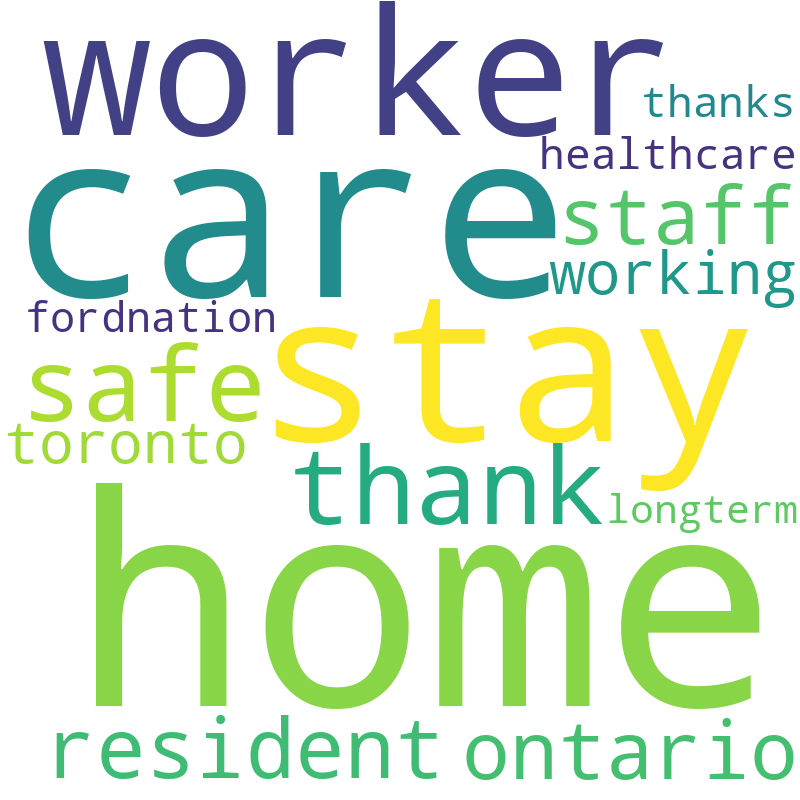 worker
thanks
healthcare
care
staff
working
fordnation
stay
safe
toronto
thank
longterm
home
resident ontario